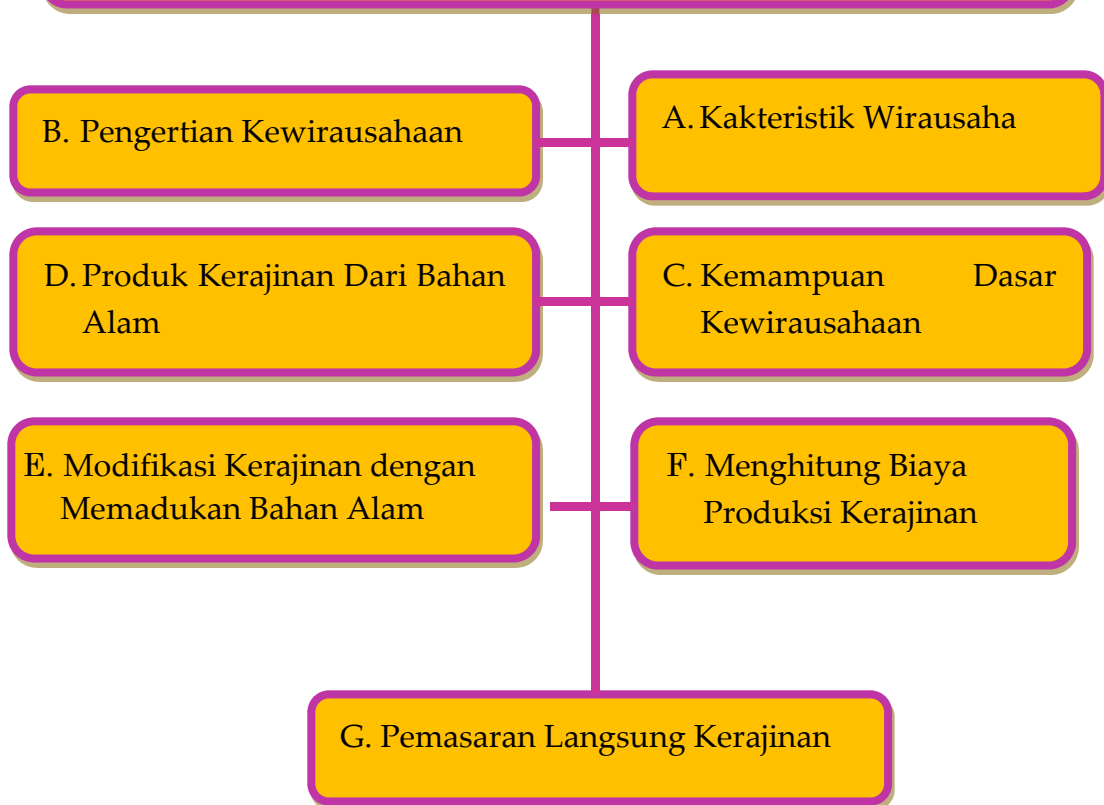 B. Pengertian Kewirausahaan
A. Kakteristik Wirausaha
D. Produk Kerajinan Dari Bahan
Alam
C. Kemampuan Dasar
Kewirausahaan
E. Modifikasi Kerajinan dengan
Memadukan Bahan Alam
F. Menghitung Biaya
Produksi Kerajinan
G. Pemasaran Langsung Kerajinan